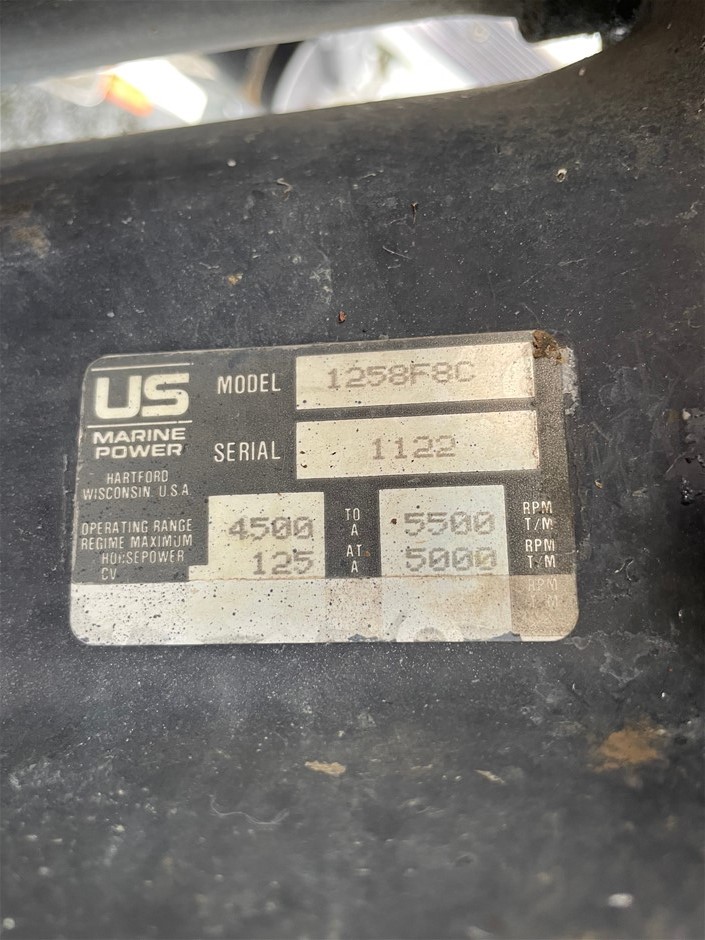 US
MARINE
POWER
HARTFORD
WISCONSIN, U.S.A.
MODEL 1258F8C
SERIAL 1122
OPERATING RANGE 4500 TO 5500 RPM
REGIME MAXIMUM A T/M
HORSEPOWER 125 AT 5000 RPM
CV A T/M
RPM
T/M